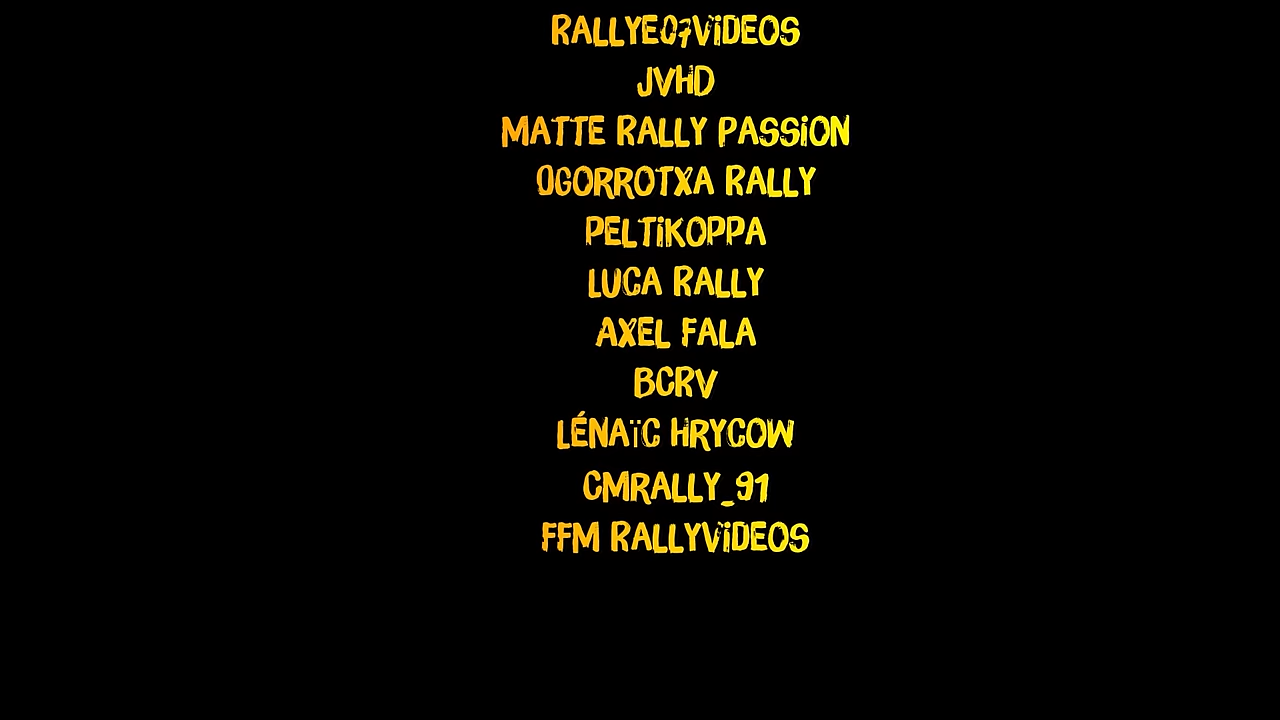 RALLYE07ViDEOS
JVHD
MATTE RALLY PASSiON
OGORROTXA RALLY
PELTiKOPPA
LUCA RALLY
AXEL FALA
BCRV
LÉNAïC HRYCOW
CMRALLY_91
FFM RALLYViDEOS